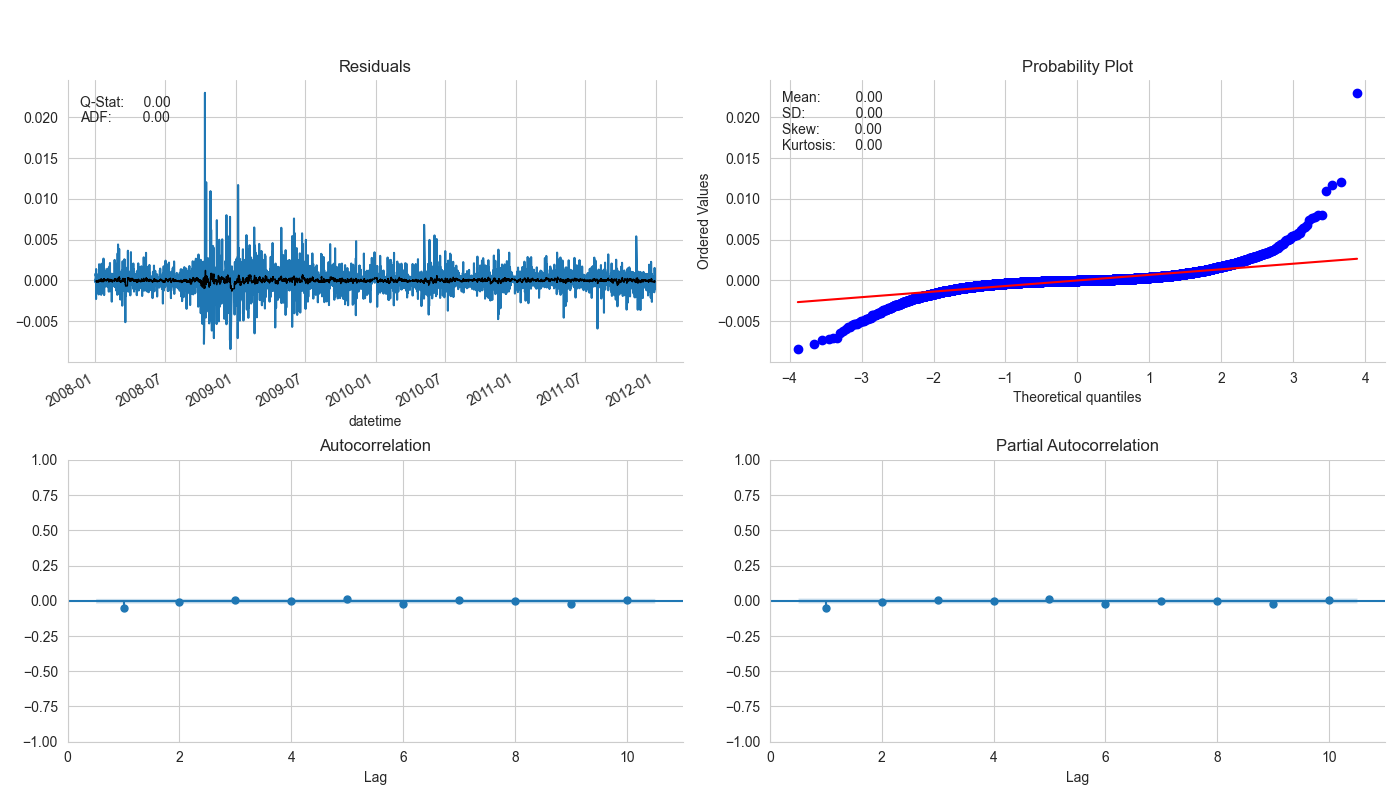 Residuals
Q-Stat: 0.00
ADF: 0.00
0.020
0.015
0.010
0.005
0.000
−0.005
2008-01 2008-07 2009-01 2009-07 2010-01 2010-07 2011-01 2011-07 2012-01
datetime
Probability Plot
Mean: 0.00
SD: 0.00
Skew: 0.00
Kurtosis: 0.00
Ordered Values
0.020
0.015
0.010
0.005
0.000
−0.005
−4 −3 −2 −1 0 1 2 3 4
Theoretical quantiles
Autocorrelation
1.00
0.75
0.50
0.25
0.00
−0.25
−0.50
−0.75
−1.00
0 2 4 6 8 10
Lag
Partial Autocorrelation
1.00
0.75
0.50
0.25
0.00
−0.25
−0.50
−0.75
−1.00
0 2 4 6 8 10
Lag